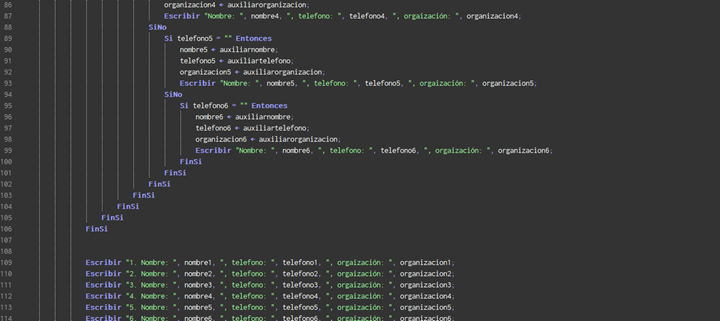 86 organizacion4 ← auxiliarorganizacion;
87 Escribir "Nombre: ", nombre4, ", telefono: ", telefono4, ", orgaización: ", organizacion4;
88 SiNo
89 Si telefono5 = "" Entonces
90 nombre5 ← auxiliarnombre;
91 telefono5 ← auxiliartelefono;
92 organizacion5 ← auxiliarorganizacion;
93 Escribir "Nombre: ", nombre5, ", telefono: ", telefono5, ", orgaización: ", organizacion5;
94 SiNo
95 Si telefono6 = "" Entonces
96 nombre6 ← auxiliarnombre;
97 telefono6 ← auxiliartelefono;
98 organizacion6 ← auxiliarorganizacion;
99 Escribir "Nombre: ", nombre6, ", telefono: ", telefono6, ", orgaización: ", organizacion6;
100 FinSi
101 FinSi
102 FinSi
103 FinSi
104 FinSi
105 FinSi
106 FinSi
107
108
109 Escribir "1. Nombre: ", nombre1, ", telefono: ", telefono1, ", orgaización: ", organizacion1;
110 Escribir "2. Nombre: ", nombre2, ", telefono: ", telefono2, ", orgaización: ", organizacion2;
111 Escribir "3. Nombre: ", nombre3, ", telefono: ", telefono3, ", orgaización: ", organizacion3;
112 Escribir "4. Nombre: ", nombre4, ", telefono: ", telefono4, ", orgaización: ", organizacion4;
113 Escribir "5. Nombre: ", nombre5, ", telefono: ", telefono5, ", orgaización: ", organizacion5;
114 Escribir "6. Nombre: ", nombre6, ", telefono: ", telefono6, ", orgaización: ", organizacion6;